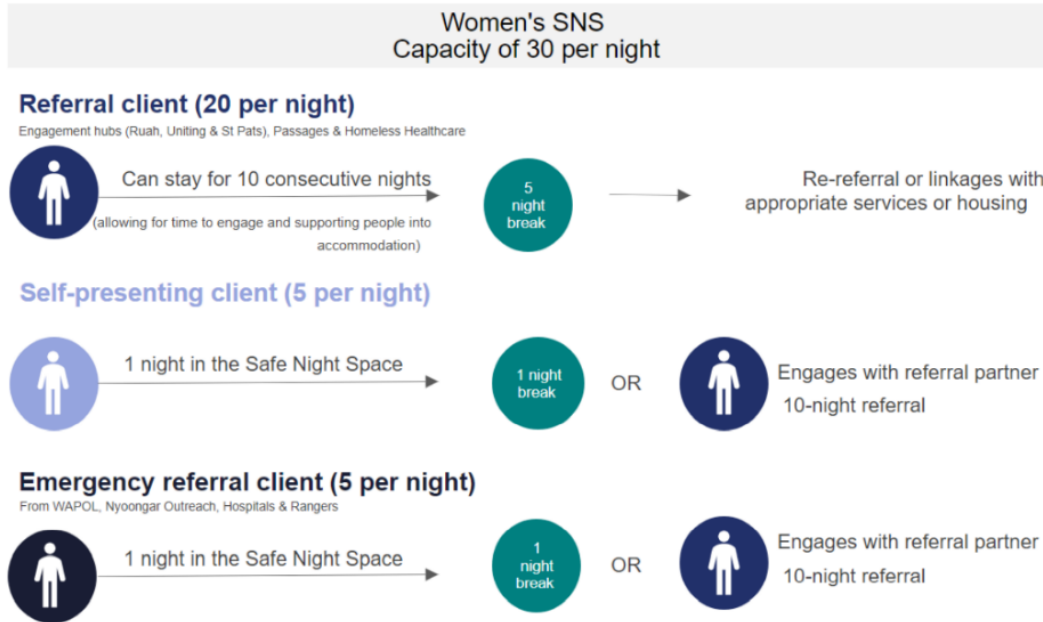 Women's SNS
Capacity of 30 per night
Referral client (20 per night)
Engagement hubs (Ruah, Uniting & St Pats), Passages & Homeless Healthcare
Can stay for 10 consecutive nights
(allowing for time to engage and supporting people into
accommodation)
5
night
break
Re-referral or linkages with
appropriate services or housing
Self-presenting client (5 per night)
1 night in the Safe Night Space
1 night
break
OR
Engages with referral partner
10-night referral
Emergency referral client (5 per night)
From WAPOL, Nyoongar Outreach, Hospitals & Rangers
1 night in the Safe Night Space
1
night
break
OR
Engages with referral partner
10-night referral